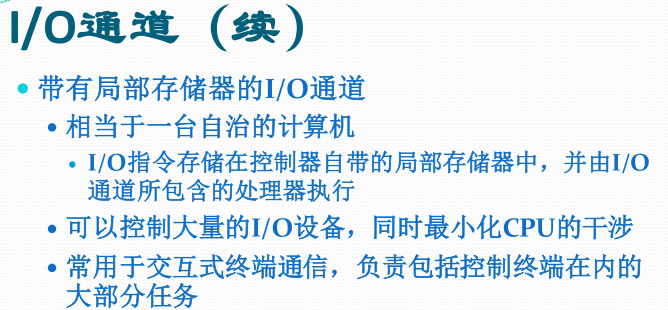 I/O通道（续）
• 带有局部存储器的I/O通道
• 相当于一台自治的计算机
• I/O指令存储在控制器自带的局部存储器中，并由I/O
通道所包含的处理器执行
• 可以控制大量的I/O设备，同时最小化CPU的干涉
• 常用于交互式终端通信，负责包括控制终端在内的
大部分任务